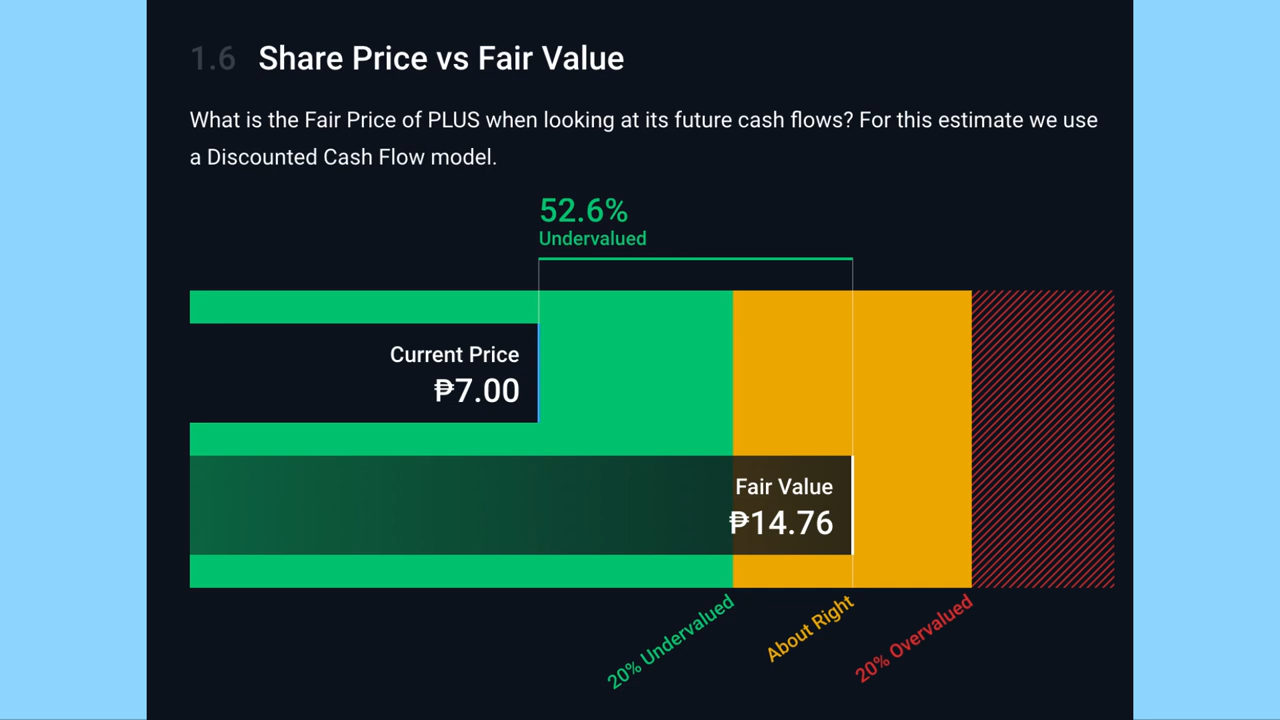 1.6 Share Price vs Fair Value
What is the Fair Price of PLUS when looking at its future cash flows? For this estimate we use
a Discounted Cash Flow model.
52.6%
Undervalued
Current Price
₱7.00
Fair Value
₱14.76
20% Undervalued
About Right
20% Overvalued